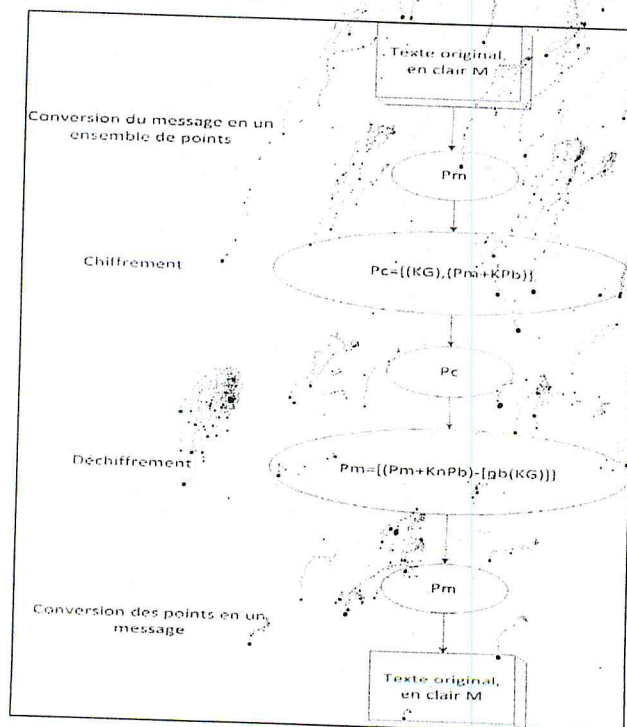 Texte original,
en clair M
Conversion du message en un
ensemble de points
Pm
Chiffrement
Pc=[(KG),(Pm+KPb)]
Pc
Déchiffrement
Pm=[(Pm+KnPb)-[nb(KG)]]
Pm
Conversion des points en un
message
Texte original,
en clair M